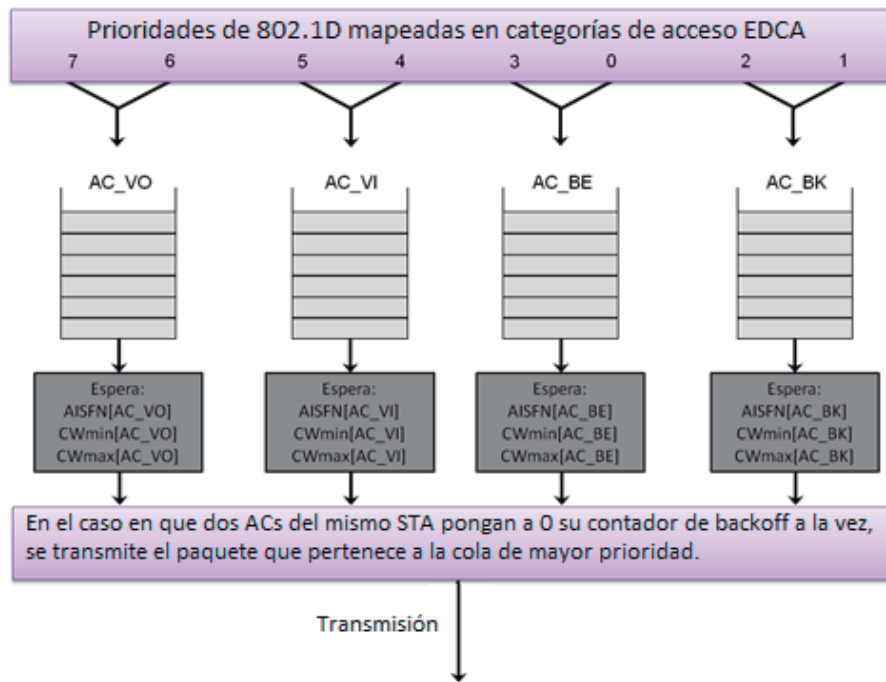 Prioridades de 802.1D mapeadas en categorías de acceso EDCA
7 6 5 4 3 0 2 1
AC_VO AC_VI AC_BE AC_BK
Espera: Espera: Espera: Espera:
AISFN[AC_VO] AISFN[AC_VI] AISFN[AC_BE] AISFN[AC_BK]
CWmin[AC_VO] CWmin[AC_VI] CWmin[AC_BE] CWmin[AC_BK]
CWmax[AC_VO] CWmax[AC_VI] CWmax[AC_BE] CWmax[AC_BK]
En el caso en que dos ACs del mismo STA pongan a 0 su contador de backoff a la vez,
se transmite el paquete que pertenece a la cola de mayor prioridad.
Transmisión